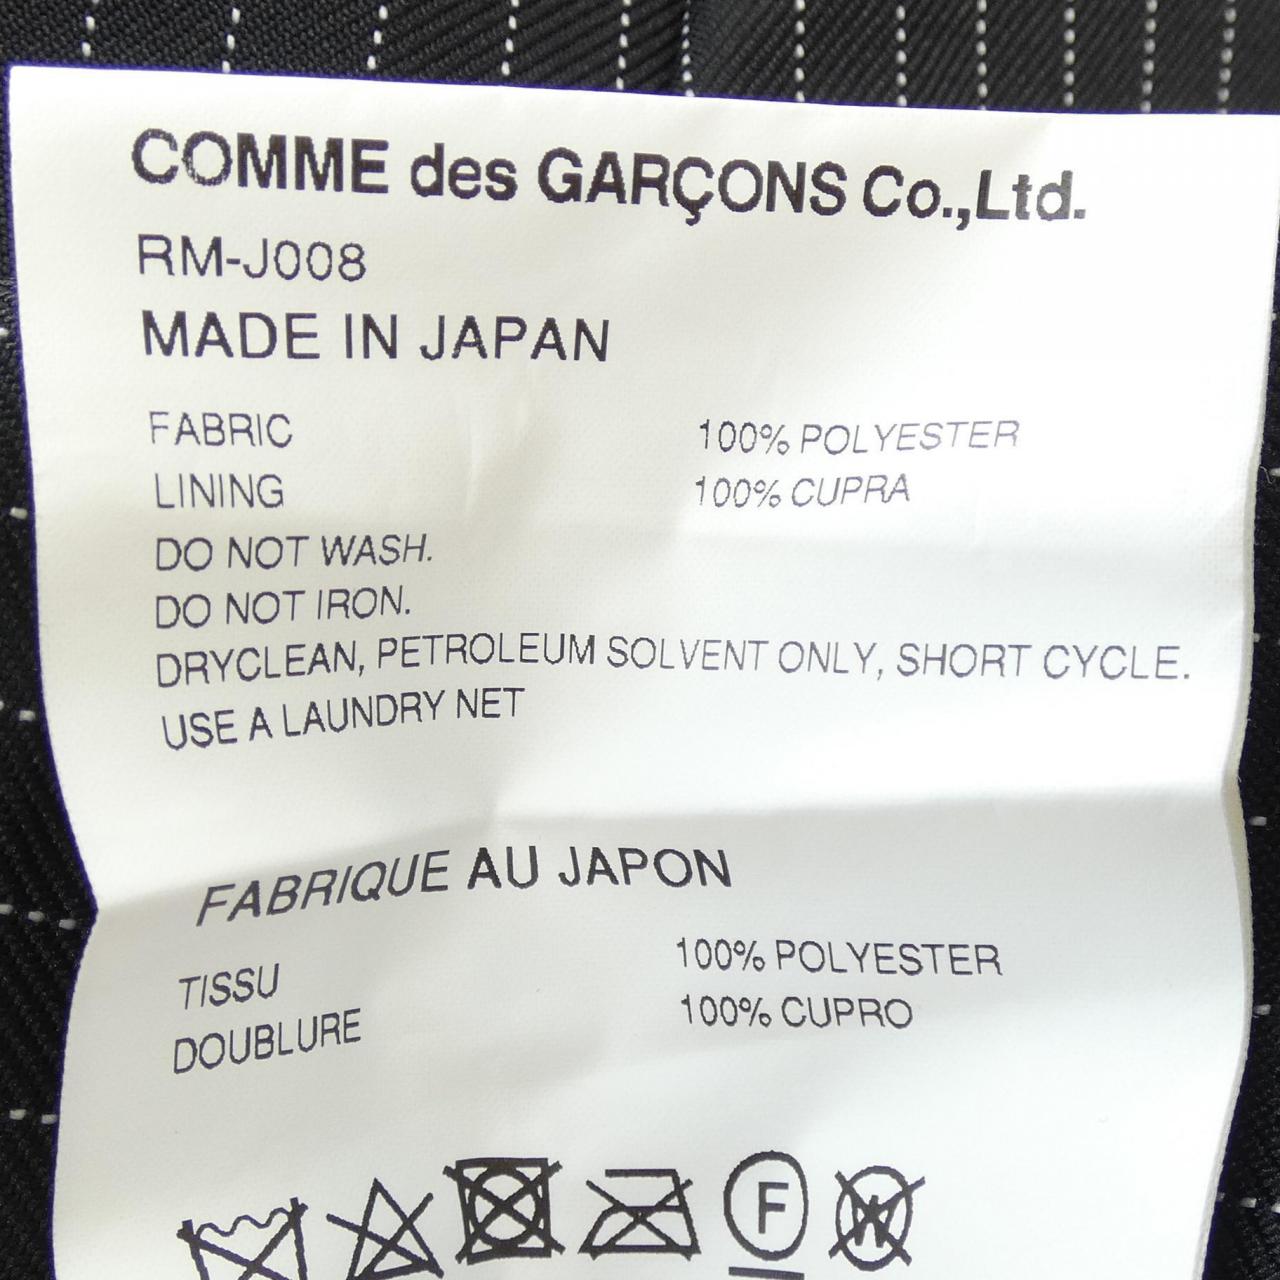 COMME des GARÇONS Co.,Ltd.
RM-J008
MADE IN JAPAN
FABRIC 100% POLYESTER
LINING 100% CUPRA
DO NOT WASH.
DO NOT IRON.
DRYCLEAN, PETROLEUM SOLVENT ONLY, SHORT CYCLE.
USE A LAUNDRY NET
FABRIQUE AU JAPON
TISSU 100% POLYESTER
DOUBLURE 100% CUPRO
F W